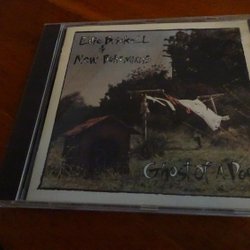 EDIE BRICKELL
&
NEW BOHEMIANS
Ghost of A